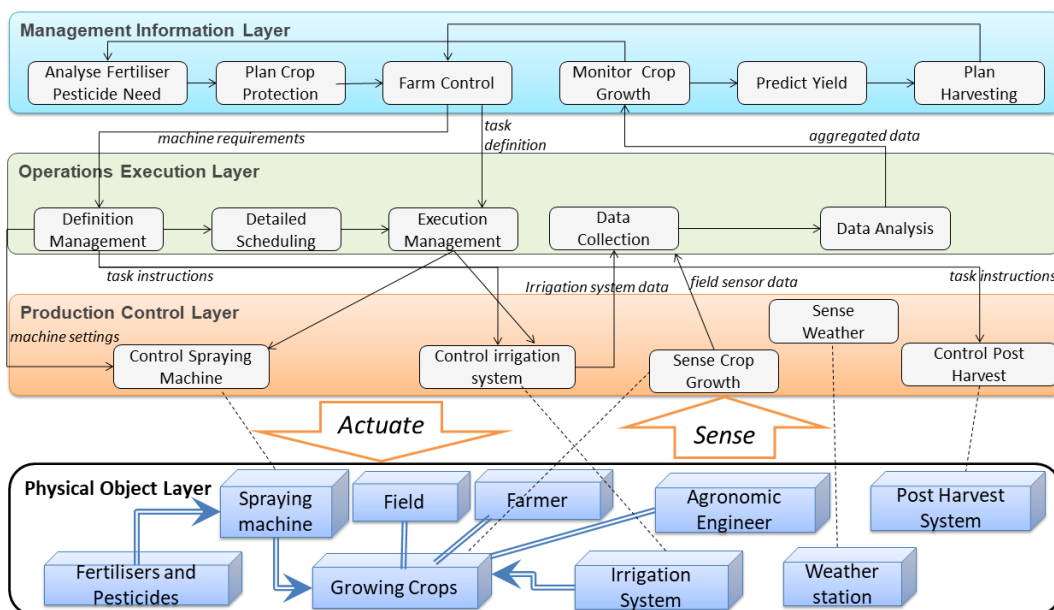 Management Information Layer
Analyse Fertiliser
Pesticide Need
Plan Crop
Protection
Farm Control
Monitor Crop
Growth
Predict Yield
Plan
Harvesting
machine requirements
task
definition
aggregated data
Operations Execution Layer
Definition
Management
Detailed
Scheduling
Execution
Management
Data
Collection
Data Analysis
task instructions
Irrigation system data
field sensor data
task instructions
Production Control Layer
machine settings
Control Spraying
Machine
Control irrigation
system
Sense Crop
Growth
Sense
Weather
Control Post
Harvest
Actuate
Sense
Physical Object Layer
Spraying
machine
Field
Farmer
Agronomic
Engineer
Post Harvest
System
Fertilisers and
Pesticides
Growing Crops
Irrigation
System
Weather
station